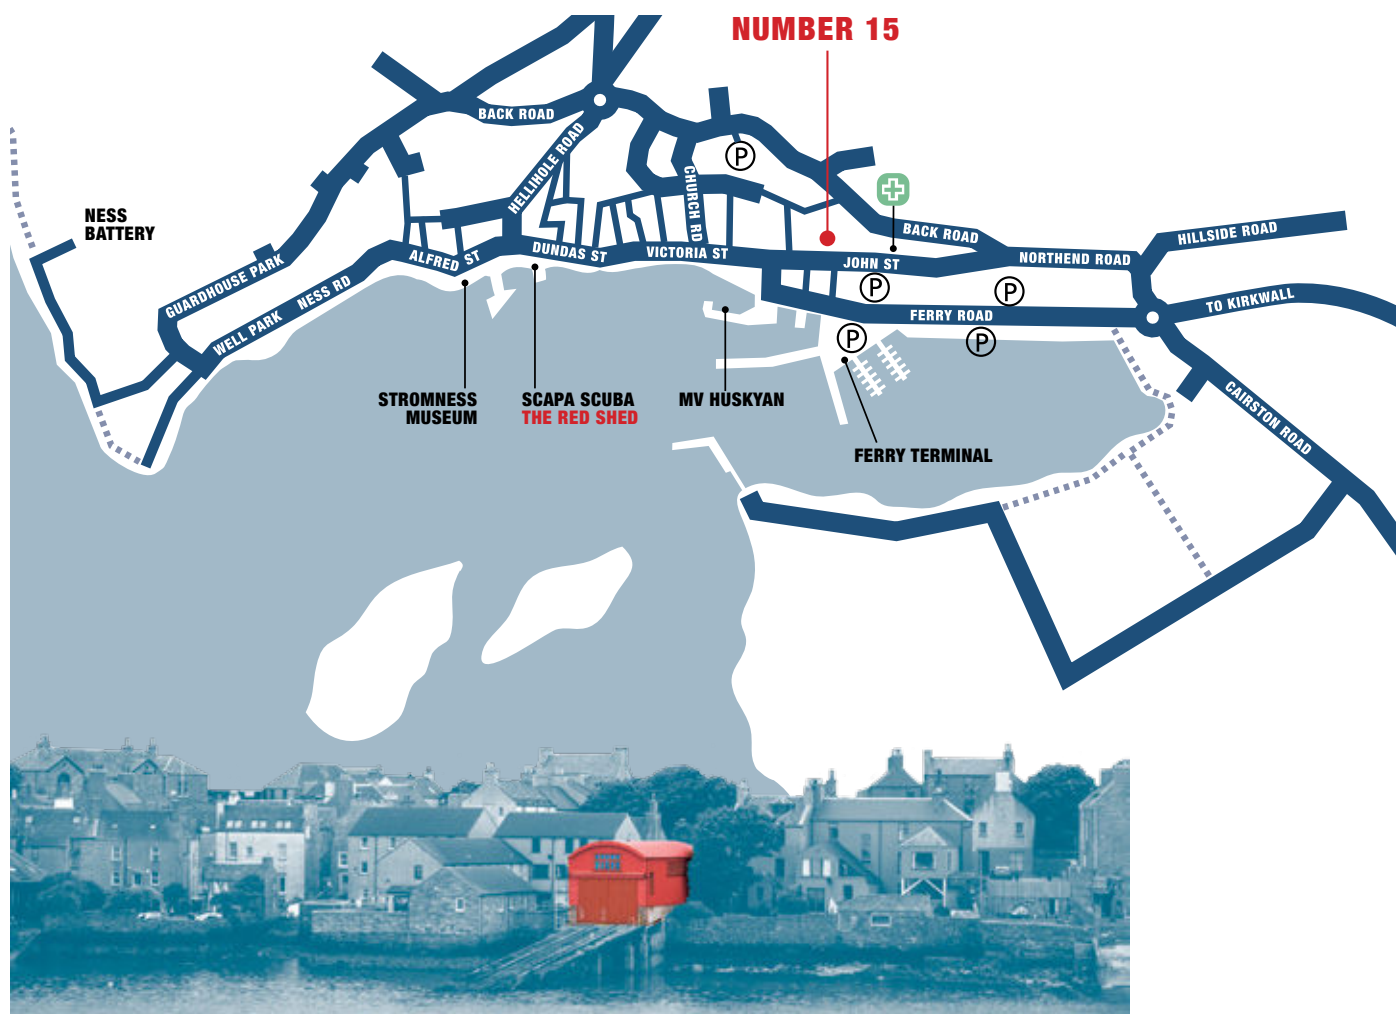 NUMBER 15
BACK ROAD
HELLIHOLE ROAD
CHURCH RD
P
NESS
BATTERY
BACK ROAD
HILLSIDE ROAD
GUARDHOUSE PARK
ALFRED ST
DUNDAS ST
VICTORIA ST
JOHN ST
NORTHEND ROAD
WELL PARK
NESS RD
P
P
TO KIRKWALL
FERRY ROAD
P
P
STROMNESS
MUSEUM
SCAPA SCUBA
THE RED SHED
MV HUSKYAN
CAIRSTON ROAD
FERRY TERMINAL